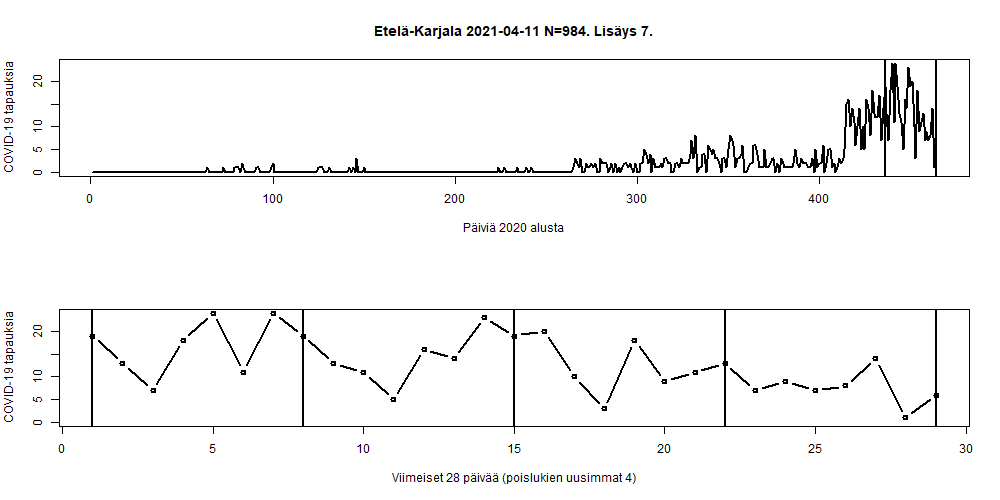 Etelä-Karjala 2021-04-11 N=984. Lisäys 7.
COVID-19 tapauksia
0 5 10 20
0 100 200 300 400
Päiviä 2020 alusta
COVID-19 tapauksia
0 5 10 20
0 5 10 15 20 25 30
Viimeiset 28 päivää (poislukien uusimmat 4)